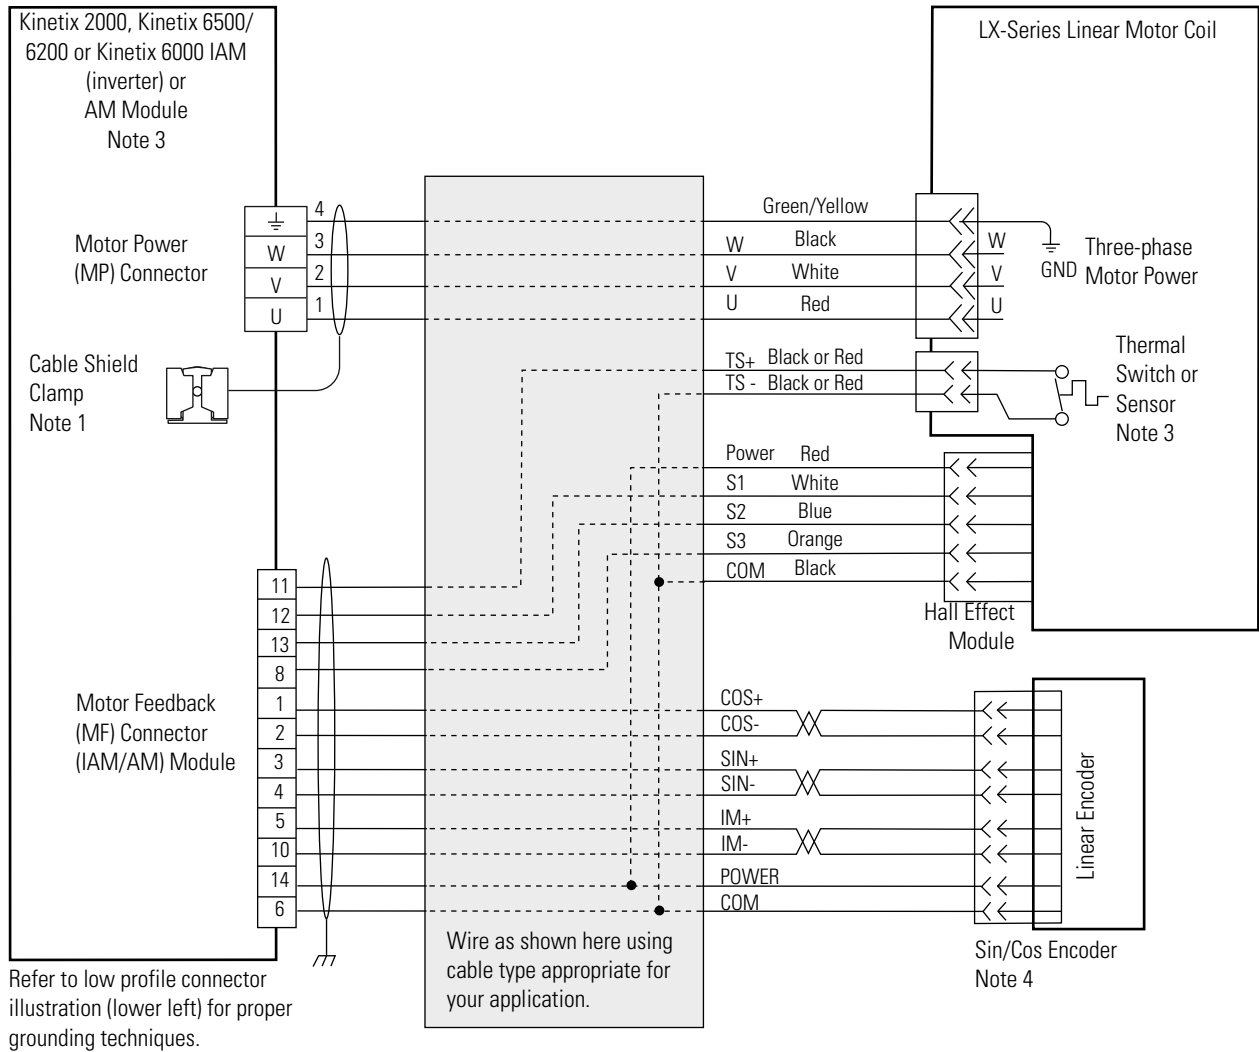 Kinetix 2000, Kinetix 6500/
6200 or Kinetix 6000 IAM
(inverter) or
AM Module
Note 3
LX-Series Linear Motor Coil
Motor Power
(MP) Connector
4
W 3
V 2
U 1
Cable Shield
Clamp
Note 1
Green/Yellow
W Black
V White
U Red
W
V
U
GND
Three-phase
Motor Power
TS+ Black or Red
TS - Black or Red
Thermal
Switch or
Sensor
Note 3
Power Red
S1 White
S2 Blue
S3 Orange
COM Black
Hall Effect
Module
Motor Feedback
(MF) Connector
(IAM/AM) Module
11
12
13
8
1
2
3
4
5
10
14
6
COS+
COS-
SIN+
SIN-
IM+
IM-
POWER
COM
Linear Encoder
Sin/Cos Encoder
Note 4
Wire as shown here using
cable type appropriate for
your application.
Refer to low profile connector
illustration (lower left) for proper
grounding techniques.